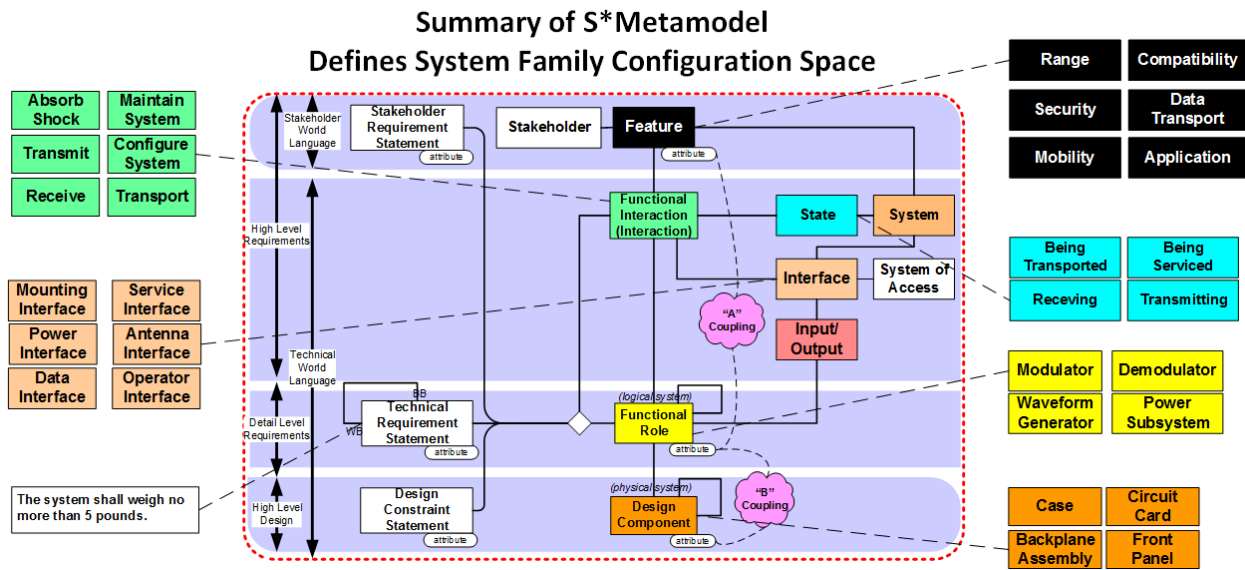 Summary of S*Metamodel
Defines System Family Configuration Space
Absorb
Shock
Maintain
System
Transmit
Configure
System
Receive
Transport
Mounting
Interface
Service
Interface
Power
Interface
Antenna
Interface
Data
Interface
Operator
Interface
The system shall weigh no
more than 5 pounds.
Stakeholder
World
Language
High Level
Requirements
Technical
World
Language
Detail Level
Requirements
High Level
Design
Stakeholder
Requirement
Statement
attribute
Stakeholder
Feature
attribute
Functional
Interaction
(Interaction)
State
System
Interface
System of
Access
Input/
Output
"A"
Coupling
BB
WB
Technical
Requirement
Statement
attribute
(logical system)
Functional
Role
attribute
Design
Constraint
Statement
attribute
(physical system)
Design
Component
attribute
"B"
Coupling
Range
Compatibility
Security
Data
Transport
Mobility
Application
Being
Transported
Being
Serviced
Receving
Transmitting
Modulator
Demodulator
Waveform
Generator
Power
Subsystem
Case
Circuit
Card
Backplane
Assembly
Front
Panel